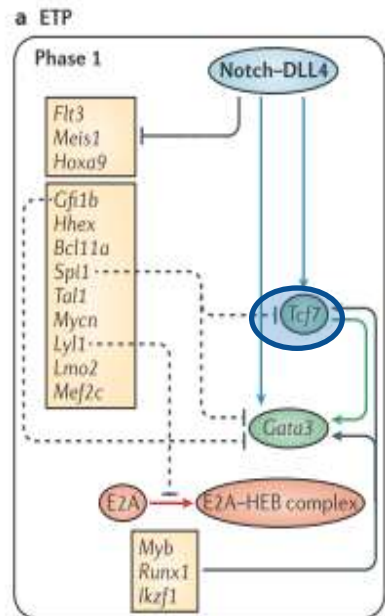 a ETP
Phase 1
Notch–DLL4
Flt3
Meis1
Hoxa9
Gfi1b
Hhex
Bcl11a
Spi1
Tal1
Mycn
Lyl1
Lmo2
Mef2c
Tcf7
Gata3
E2A
E2A–HEB complex
Myb
Runx1
Ikzf1